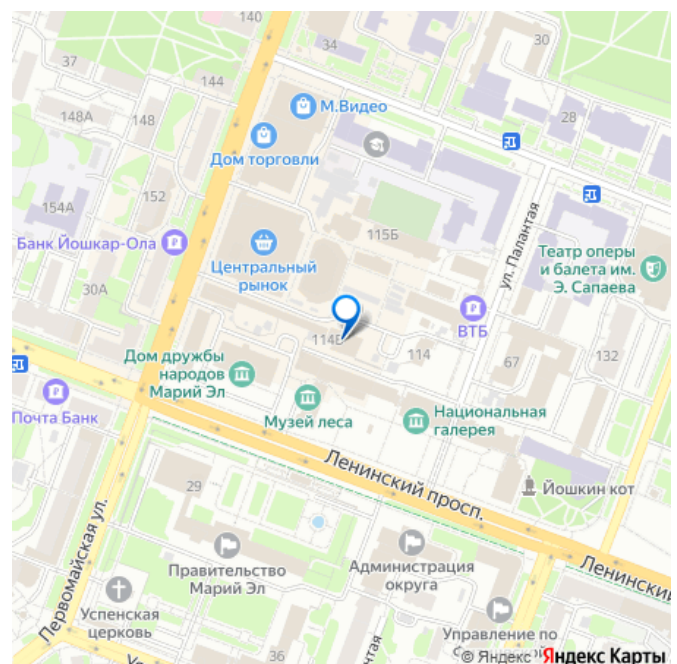 140
34
30
37
144
М.Видео
148А
148
28
Дом торговли
152
154А
115Б
Банк Йошкар-Ола
ул. Палантая
Театр оперы
и балета им.
Э. Сапаева
Центральный
рынок
30А
ВТБ
114В
114
67
132
Дом дружбы
народов
Марий Эл
Почта Банк
Музей леса
Национальная
галерея
Ленинский просп.
Йошкин кот
29
Правительство
Марий Эл
Администрация
округа
Ленинский
Первомайская ул.
Успенская
церковь
36
Управление по
© Яндекс
Яндекс Карты